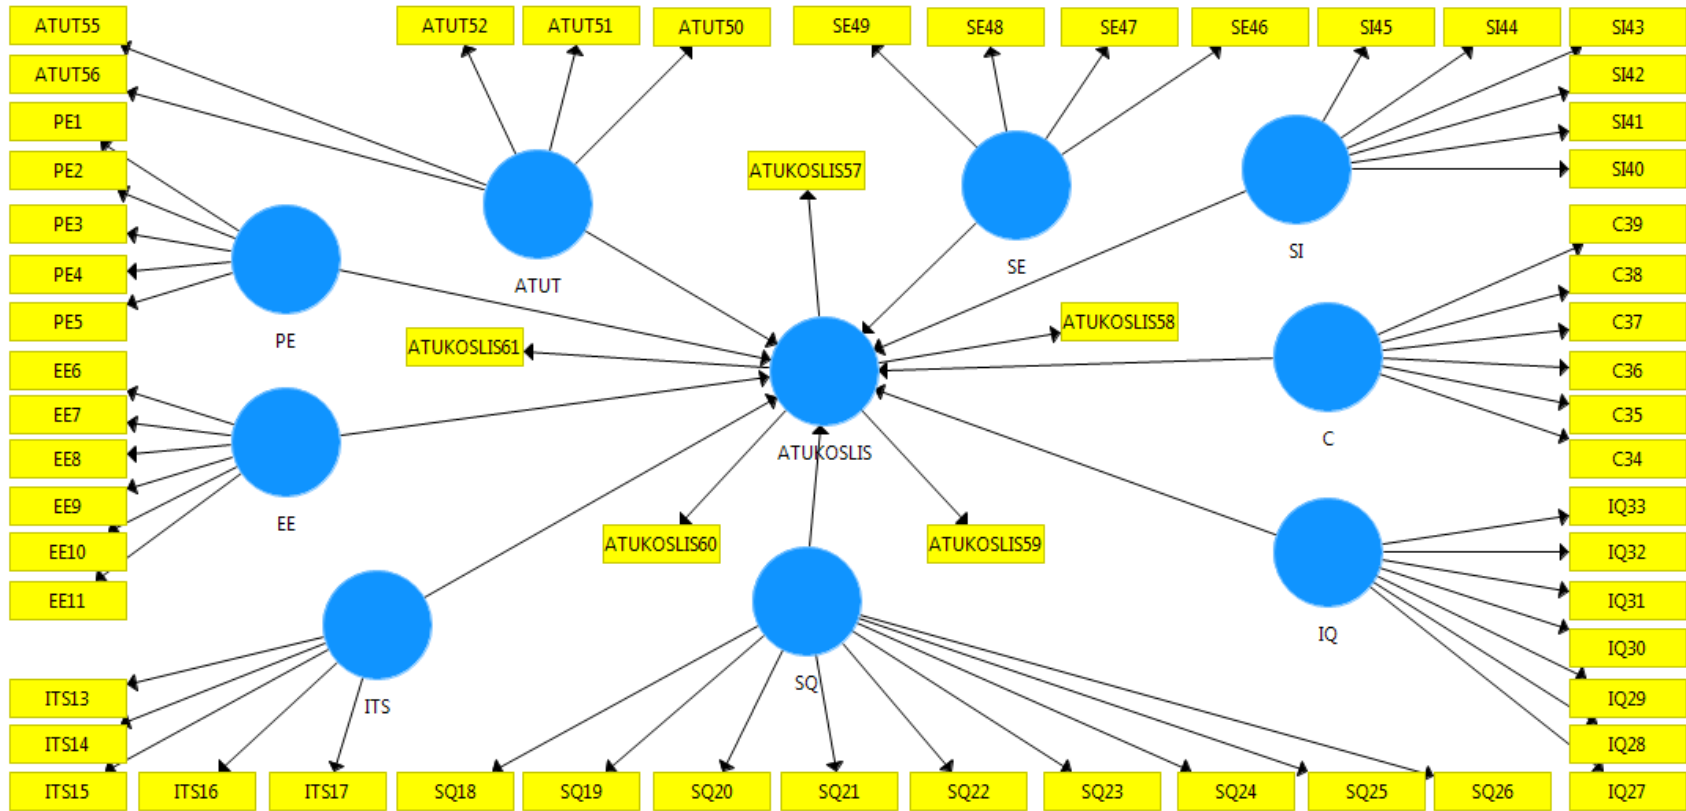 ATUT55
ATUT52
ATUT51
ATUT50
SE49
SE48
SE47
SE46
SI45
SI44
SI43
ATUT56
SI42
PE1
SI41
PE2
ATUKOSLIS57
SI40
PE3
C39
SE
SI
PE4
ATUT
C38
PE5
PE
ATUKOSLIS61
ATUKOSLIS58
C37
EE6
C36
EE7
C35
C
EE8
ATUKOSLIS
C34
EE9
EE
IQ33
EE10
ATUKOSLIS60
ATUKOSLIS59
IQ32
EE11
IQ31
IQ
IQ30
ITS13
ITS
SQ
IQ29
ITS14
IQ28
ITS15
ITS16
ITS17
SQ18
SQ19
SQ20
SQ21
SQ22
SQ23
SQ24
SQ25
SQ26
IQ27